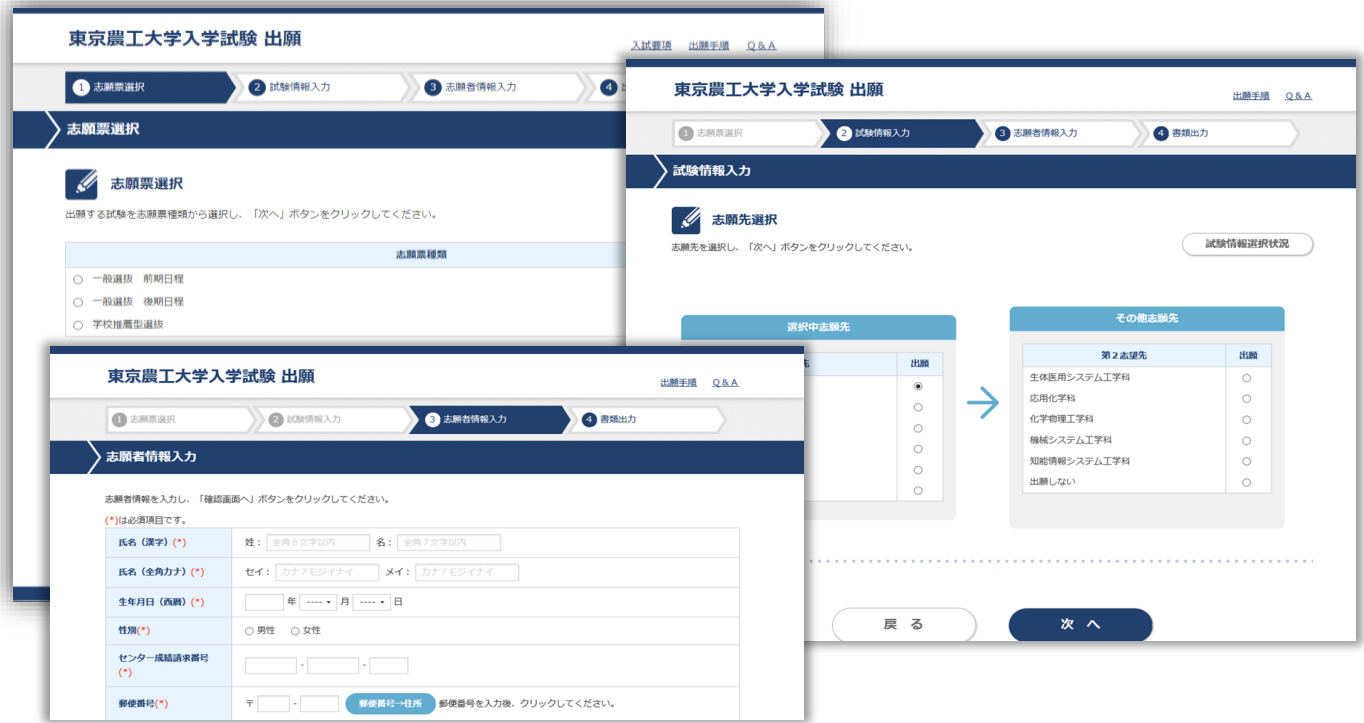 東京農工大学入学試験 出願
入試要項 出願手順 Q&A
1 志願票選択 2 試験情報入力 3 志願者情報入力 4
志願票選択
志願票選択
出願する試験を志願票種類から選択し、「次へ」ボタンをクリックしてください。
志願票種類
一般選抜 前期日程
一般選抜 後期日程
学校推薦型選抜
東京農工大学入学試験 出願
出願手順 Q&A
1 志願票選択 2 試験情報入力 3 志願者情報入力 4 書類出力
試験情報入力
志願先選択
志願先を選択し、「次へ」ボタンをクリックしてください。
試験情報選択状況
選択中志願先
出願
その他志願先
第2志望先 出願
生体医用システム工学科
応用化学科
化学物理工学科
機械システム工学科
知能情報システム工学科
出願しない
戻 る 次 へ
東京農工大学入学試験 出願
出願手順 Q&A
1 志願票選択 2 試験情報入力 3 志願者情報入力 4 書類出力
志願者情報入力
志願者情報を入力し、「確認画面へ」ボタンをクリックしてください。
(*)は必須項目です。
氏名(漢字)(*) 姓: 全角8文字以内 名: 全角7文字以内
氏名(全角カナ)(*) セイ: カナ7モジイナイ メイ: カナ7モジイナイ
生年月日(西暦)(*) 年 ---- 月 ---- 日
性別(*) 男性 女性
センター成績請求番号
(*) - -
郵便番号(*) 〒 - 郵便番号→住所 郵便番号を入力後、クリックしてください。